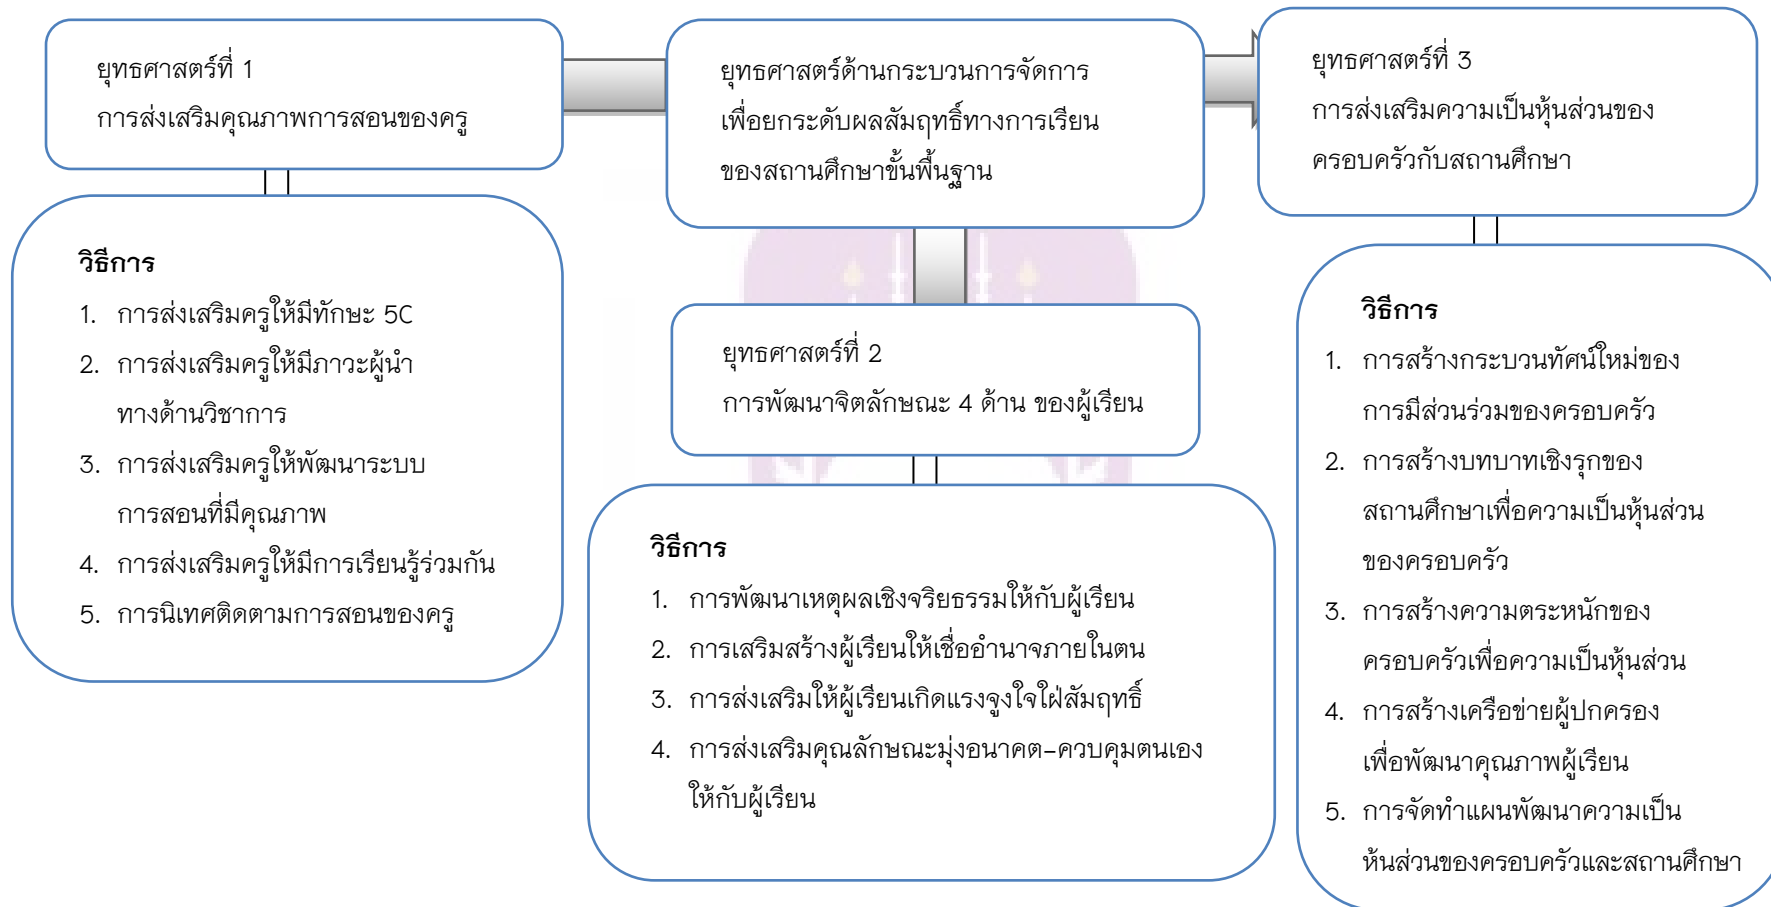 ยุทธศาสตร์ที่ 1
การส่งเสริมคุณภาพการสอนของครู
วิธีการ
1. การส่งเสริมครูให้มีทักษะ 5C
2. การส่งเสริมครูให้มีภาวะผู้นำ
ทางด้านวิชาการ
3. การส่งเสริมครูให้พัฒนาระบบ
การสอนที่มีคุณภาพ
4. การส่งเสริมครูให้มีการเรียนรู้ร่วมกัน
5. การนิเทศติดตามการสอนของครู
ยุทธศาสตร์ด้านกระบวนการจัดการ
เพื่อยกระดับผลสัมฤทธิ์ทางการเรียน
ของสถานศึกษาขั้นพื้นฐาน
ยุทธศาสตร์ที่ 2
การพัฒนาจิตลักษณะ 4 ด้าน ของผู้เรียน
วิธีการ
1. การพัฒนาเหตุผลเชิงจริยธรรมให้กับผู้เรียน
2. การเสริมสร้างผู้เรียนให้เชื่ออำนาจภายในตน
3. การส่งเสริมให้ผู้เรียนเกิดแรงจูงใจใฝ่สัมฤทธิ์
4. การส่งเสริมคุณลักษณะมุ่งอนาคต-ควบคุมตนเอง
ให้กับผู้เรียน
ยุทธศาสตร์ที่ 3
การส่งเสริมความเป็นหุ้นส่วนของ
ครอบครัวกับสถานศึกษา
วิธีการ
1. การสร้างกระบวนทัศน์ใหม่ของ
การมีส่วนร่วมของครอบครัว
2. การสร้างบทบาทเชิงรุกของ
สถานศึกษาเพื่อความเป็นหุ้นส่วน
ของครอบครัว
3. การสร้างความตระหนักของ
ครอบครัวเพื่อความเป็นหุ้นส่วน
4. การสร้างเครือข่ายผู้ปกครอง
เพื่อพัฒนาคุณภาพผู้เรียน
5. การจัดทำแผนพัฒนาความเป็น
หุ้นส่วนของครอบครัวและสถานศึกษา